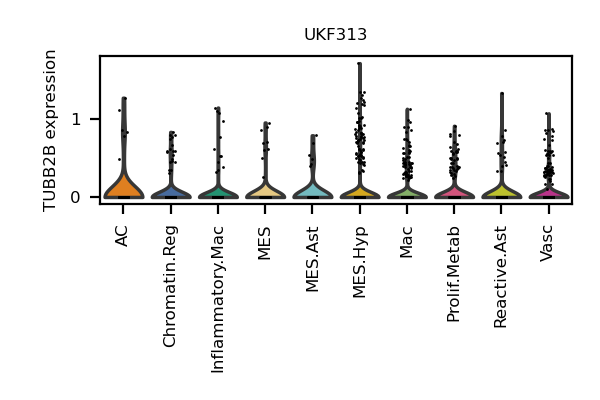 UKF313
TUBB2B expression
1
0
AC
Chromatin.Reg
Inflammatory.Mac
MES
MES.Ast
MES.Hyp
Mac
Prolif.Metab
Reactive.Ast
Vasc